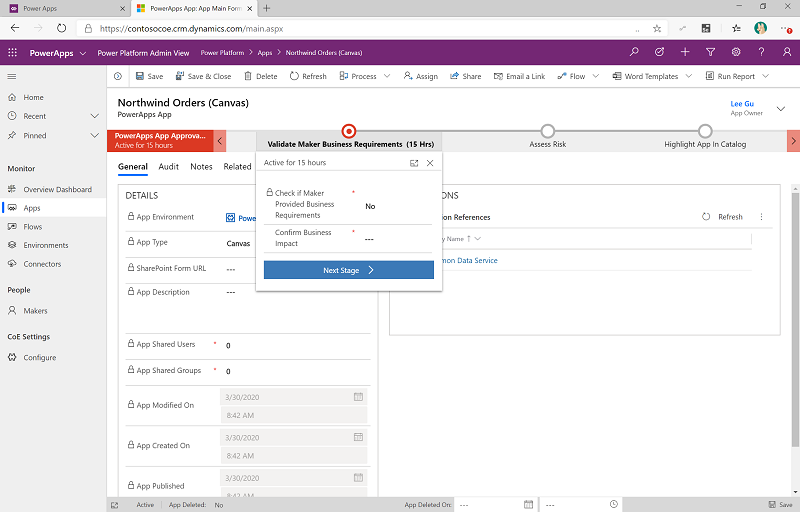 Power Apps
PowerApps App: App Main Form
https://contosocoe.crm.dynamics.com/main.aspx
PowerApps
Power Platform Admin View
Power Platform > Apps > Northwind Orders (Canvas)
Save
Save & Close
Delete
Refresh
Process
Assign
Share
Email a Link
Flow
Word Templates
Run Report
Home
Recent
Pinned
Monitor
Overview Dashboard
Apps
Flows
Environments
Connectors
People
Makers
CoE Settings
Configure
Northwind Orders (Canvas)
PowerApps App
Lee Gu
App Owner
PowerApps App Approva...
Active for 15 hours
Validate Maker Business Requirements (15 Hrs)
Assess Risk
Highlight App In Catalog
General
Audit
Notes
Related
Active for 15 hours
Check if Maker
Provided Business
Requirements
*
No
Confirm Business
Impact
*
---
Next Stage
DETAILS
App Environment
Powe
App Type
Canvas
SharePoint Form URL
---
App Description
---
App Shared Users
*
0
App Shared Groups
*
0
App Modified On
3/30/2020
8:42 AM
App Created On
3/30/2020
8:42 AM
App Published
3/30/2020
8:42 AM
ONS
on References
Refresh
y Name
mon Data Service
Active
App Deleted:
No
App Deleted On:
---
---
Save